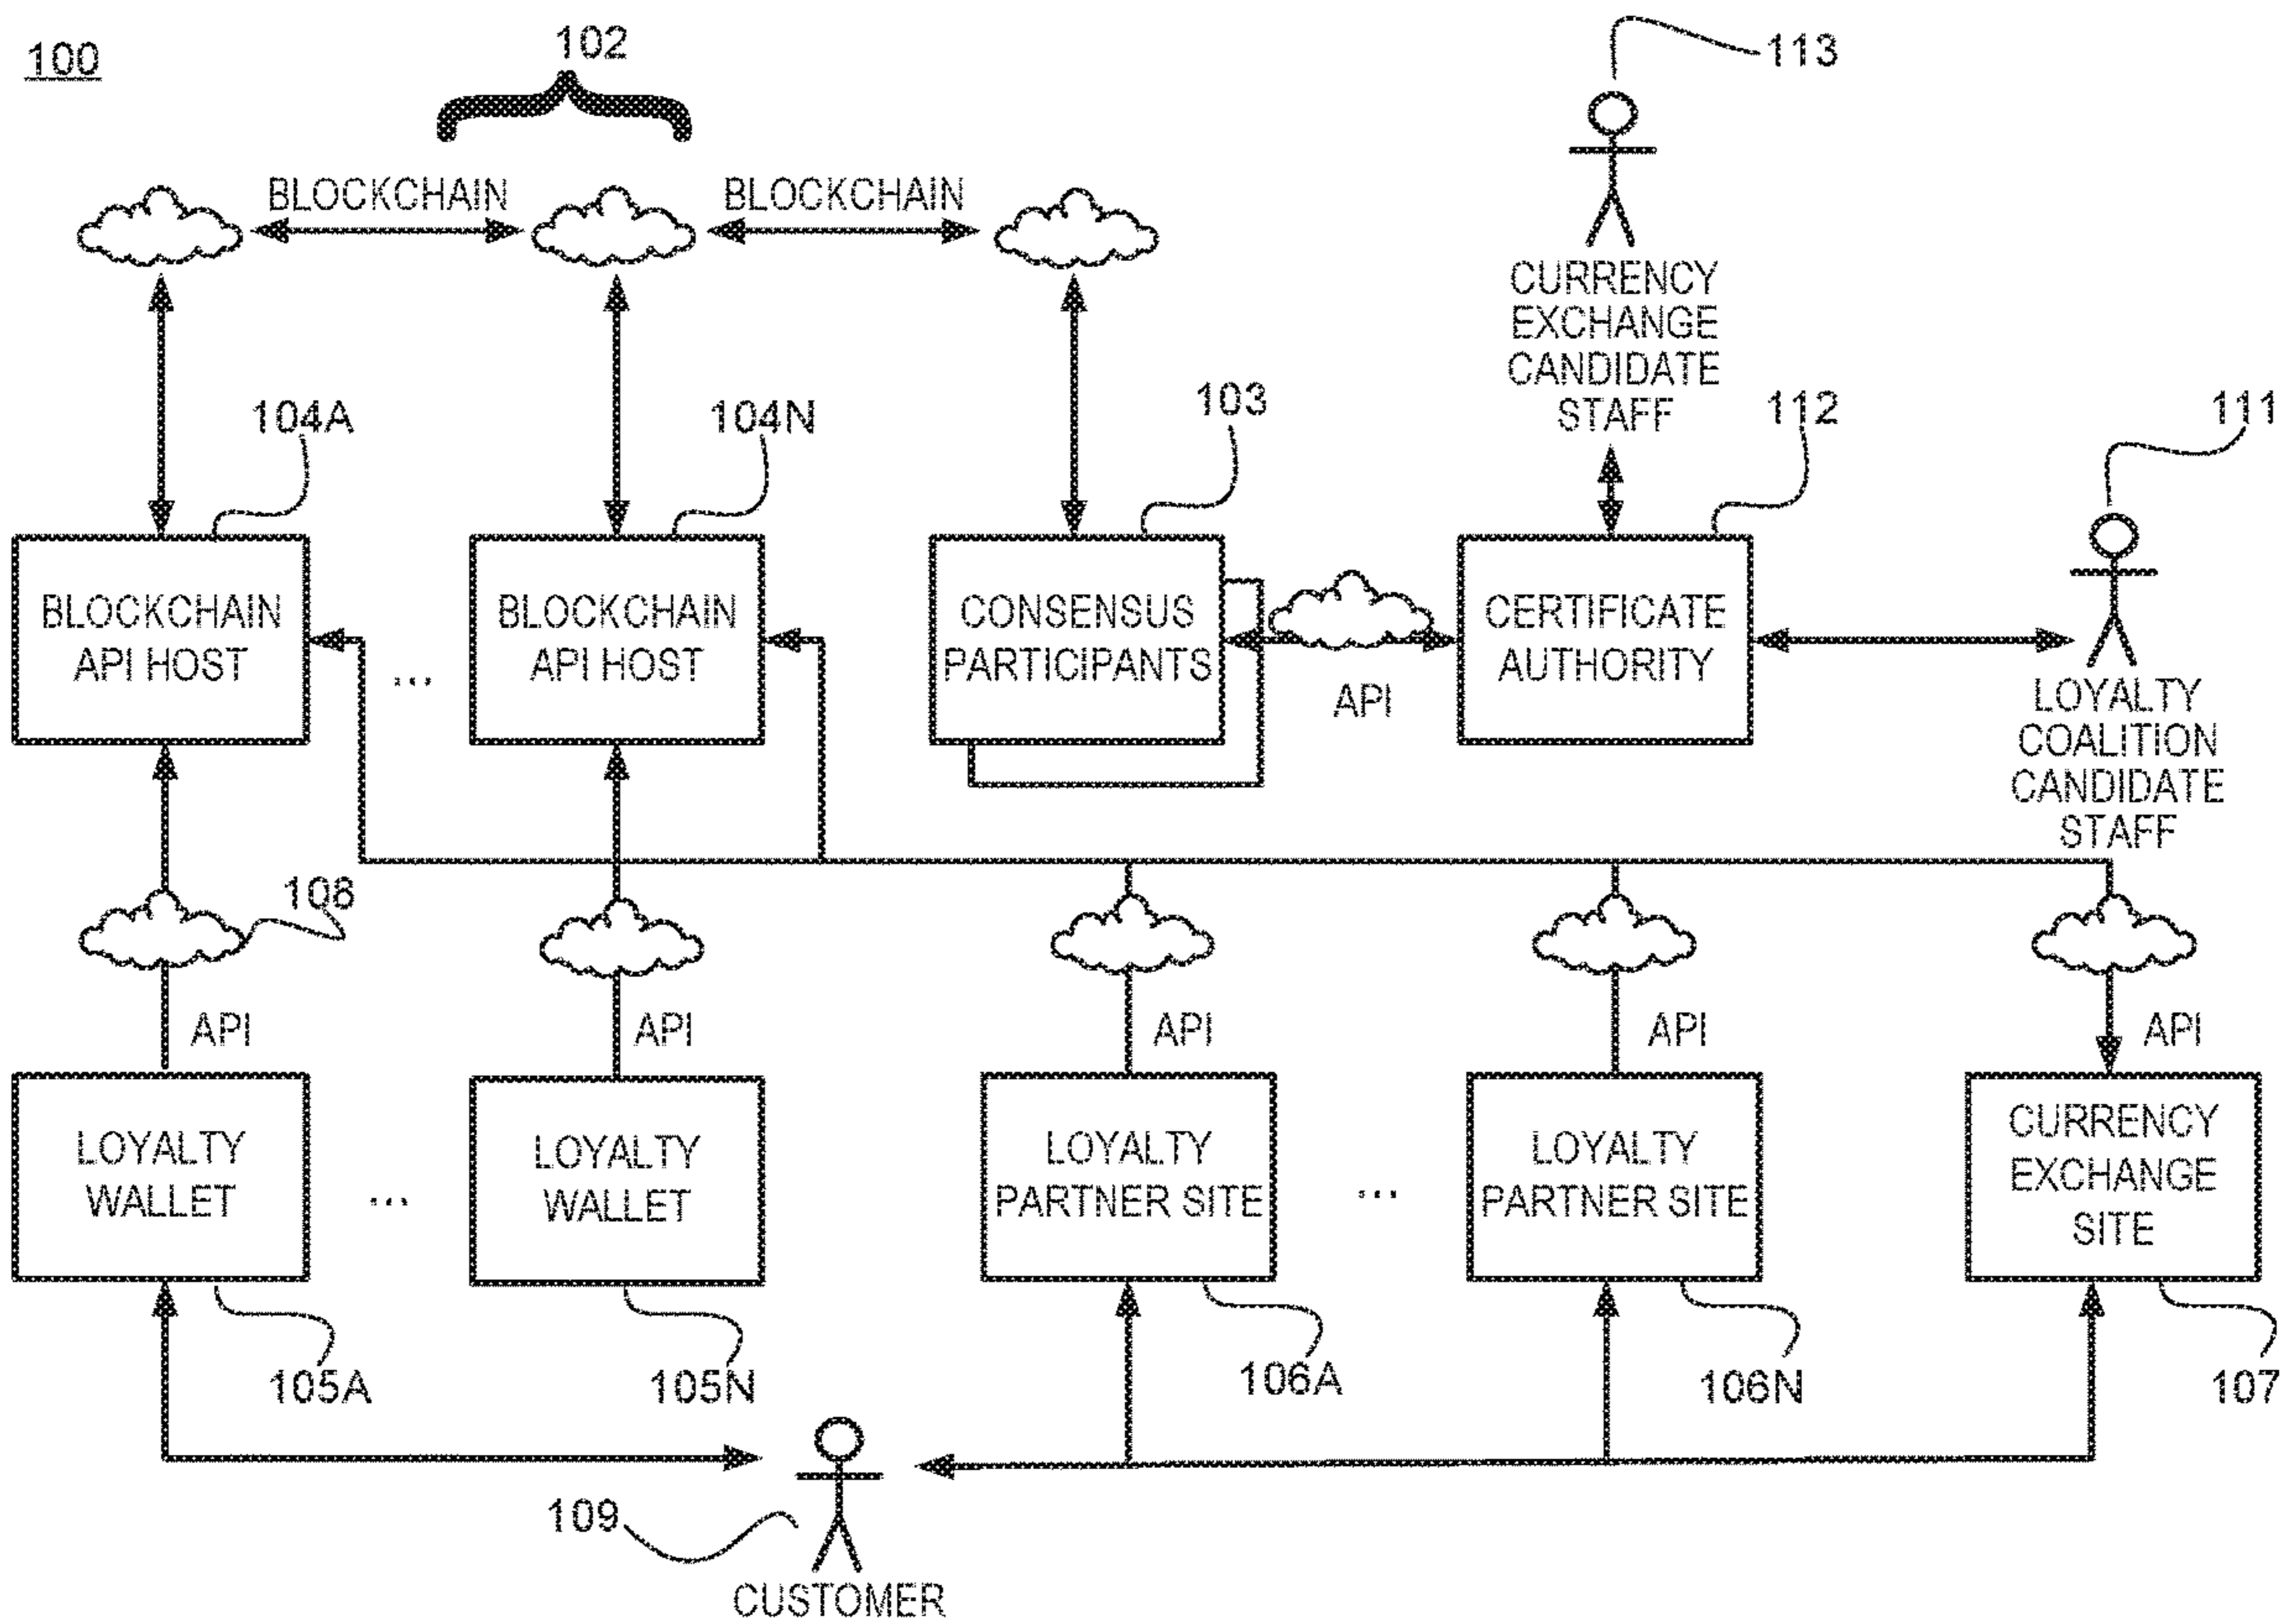 100
102
113
BLOCKCHAIN
BLOCKCHAIN
CURRENCY
EXCHANGE
CANDIDATE
STAFF
104A
104N
103
112
111
BLOCKCHAIN
API HOST
...
BLOCKCHAIN
API HOST
CONSENSUS
PARTICIPANTS
API
CERTIFICATE
AUTHORITY
LOYALTY
COALITION
CANDIDATE
STAFF
108
API
API
API
API
API
LOYALTY
WALLET
...
LOYALTY
WALLET
LOYALTY
PARTNER SITE
...
LOYALTY
PARTNER SITE
CURRENCY
EXCHANGE
SITE
105A
105N
106A
106N
107
109
CUSTOMER